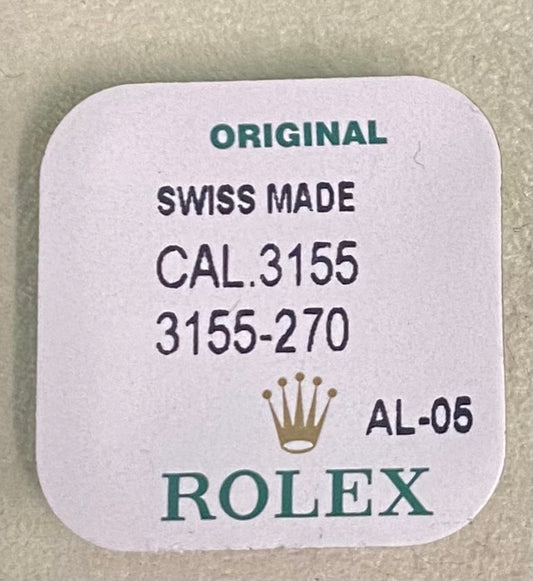 ORIGINAL
SWISS MADE
CAL.3155
3155-270
AL-05
ROLEX